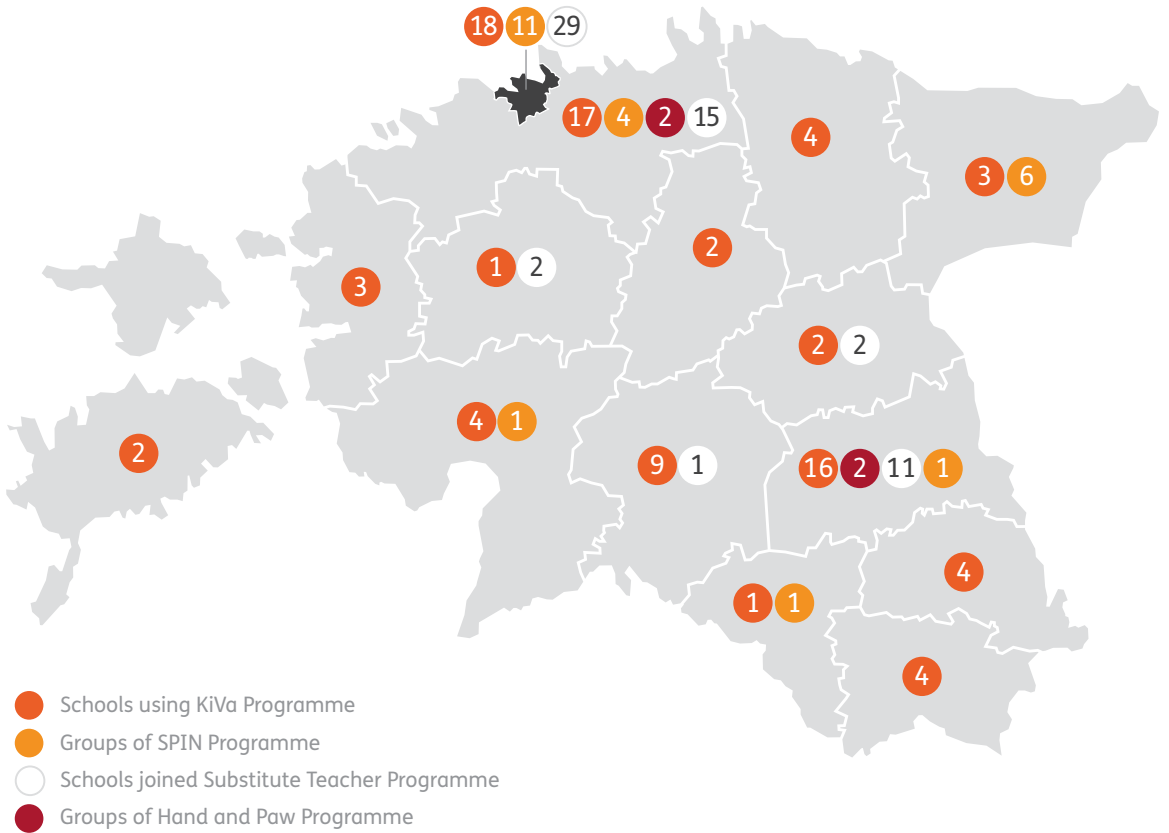 18 11 29
17 4 2 15
4
3 6
2
1 2
3
2 2
4 1
2
9 1
16 2 11 1
4
1 1
4
Schools using KiVa Programme
Groups of SPIN Programme
Schools joined Substitute Teacher Programme
Groups of Hand and Paw Programme